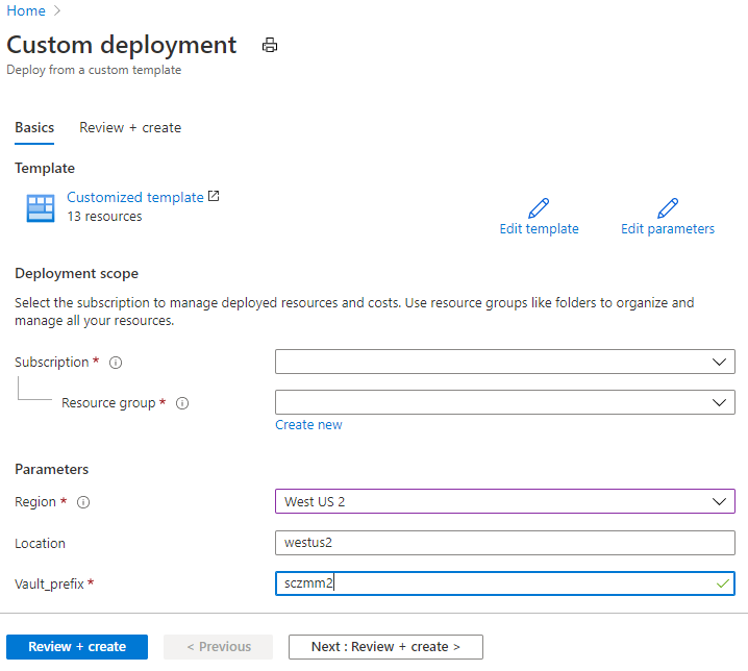 Home >
Custom deployment
Deploy from a custom template
Basics Review + create
Template
Customized template
13 resources
Edit template Edit parameters
Deployment scope
Select the subscription to manage deployed resources and costs. Use resource groups like folders to organize and
manage all your resources.
Subscription *
Resource group *
Create new
Parameters
Region * West US 2
Location westus2
Vault_prefix * sczmm2
Review + create < Previous Next : Review + create >